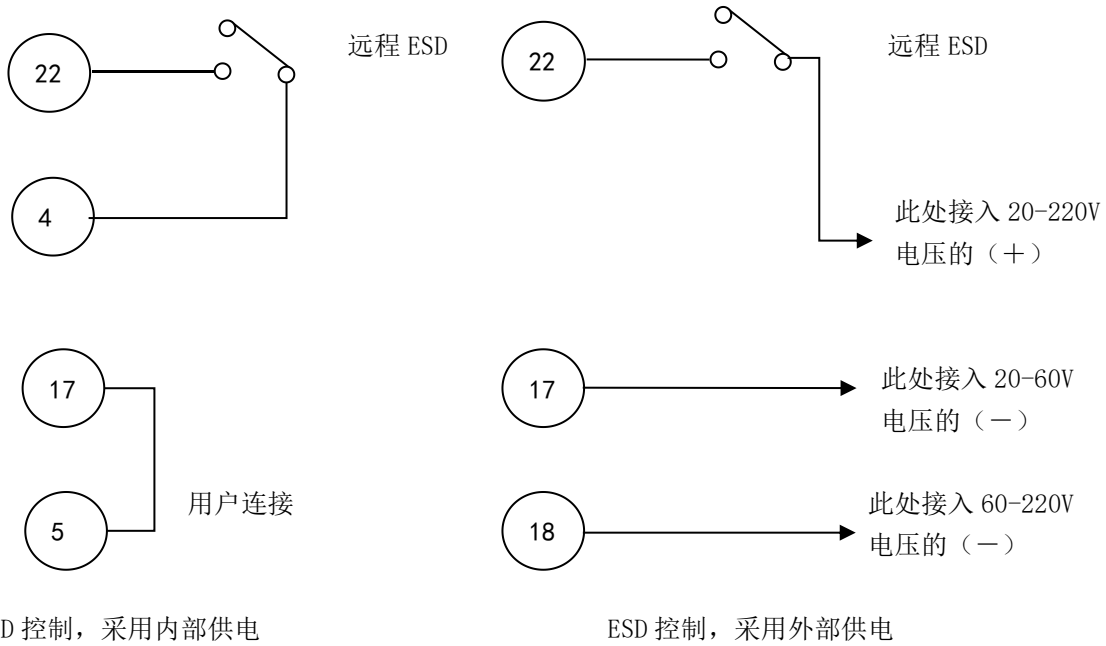 22
远程 ESD
4
17
5
用户连接
D 控制，采用内部供电
22
远程 ESD
此处接入 20-220V
电压的（＋）
17
此处接入 20-60V
电压的（－）
18
此处接入 60-220V
电压的（－）
ESD 控制，采用外部供电